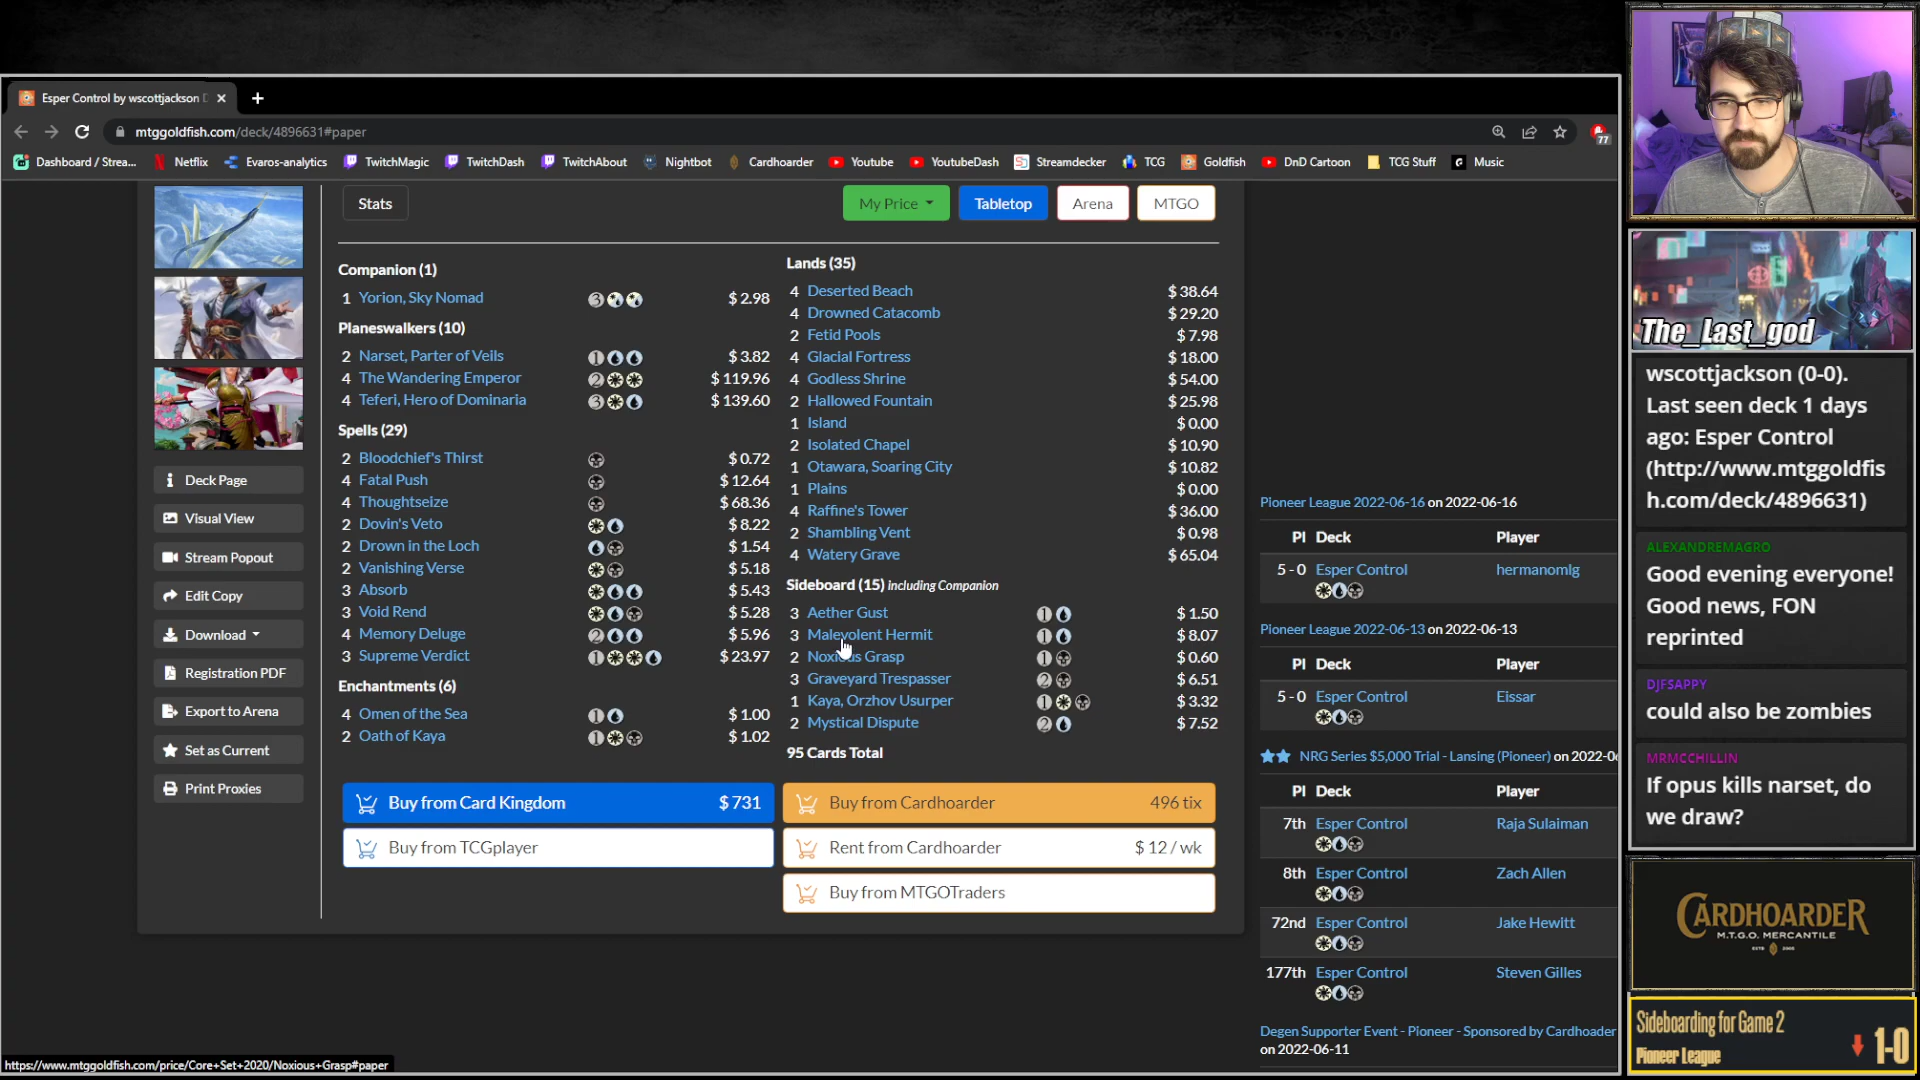 Esper Control by wscottjackson
mtggoldfish.com/deck/4896631#paper
77
Dashboard / Strea...
Netflix
Evaros-analytics
TwitchMagic
TwitchDash
TwitchAbout
Nightbot
Cardhoarder
Youtube
YoutubeDash
Streamdecker
TCG
Goldfish
DnD Cartoon
TCG Stuff
Music
Stats
My Price
Tabletop
Arena
MTGO
Deck Page
Visual View
Stream Popout
Edit Copy
Download
Registration PDF
Export to Arena
Set as Current
Print Proxies
Companion (1)
1 Yorion, Sky Nomad 3 $ 2.98
Planeswalkers (10)
2 Narset, Parter of Veils 1 $ 3.82
4 The Wandering Emperor 2 $ 119.96
4 Teferi, Hero of Dominaria 3 $ 139.60
Spells (29)
2 Bloodchief's Thirst $ 0.72
4 Fatal Push $ 12.64
4 Thoughtseize $ 68.36
2 Dovin's Veto $ 8.22
2 Drown in the Loch $ 1.54
2 Vanishing Verse $ 5.18
3 Absorb $ 5.43
3 Void Rend $ 5.28
4 Memory Deluge 2 $ 5.96
3 Supreme Verdict 1 $ 23.97
Enchantments (6)
4 Omen of the Sea 1 $ 1.00
2 Oath of Kaya 1 $ 1.02
Lands (35)
4 Deserted Beach $ 38.64
4 Drowned Catacomb $ 29.20
2 Fetid Pools $ 7.98
4 Glacial Fortress $ 18.00
4 Godless Shrine $ 54.00
2 Hallowed Fountain $ 25.98
1 Island $ 0.00
2 Isolated Chapel $ 10.90
1 Otawara, Soaring City $ 10.82
1 Plains $ 0.00
4 Raffine's Tower $ 36.00
2 Shambling Vent $ 0.98
4 Watery Grave $ 65.04
Sideboard (15) including Companion
3 Aether Gust 1 $ 1.50
3 Malevolent Hermit 1 $ 8.07
2 Noxious Grasp 1 $ 0.60
3 Graveyard Trespasser 2 $ 6.51
1 Kaya, Orzhov Usurper 1 $ 3.32
2 Mystical Dispute 2 $ 7.52
95 Cards Total
Buy from Card Kingdom $ 731
Buy from TCGplayer
Buy from Cardhoarder 496 tix
Rent from Cardhoarder $ 12 / wk
Buy from MTGOTraders
Pioneer League 2022-06-16 on 2022-06-16
Pl Deck Player
5 - 0 Esper Control hermanomlg
Pioneer League 2022-06-13 on 2022-06-13
Pl Deck Player
5 - 0 Esper Control Eissar
NRG Series $5,000 Trial - Lansing (Pioneer) on 2022-0
Pl Deck Player
7th Esper Control Raja Sulaiman
8th Esper Control Zach Allen
72nd Esper Control Jake Hewitt
177th Esper Control Steven Gilles
Degen Supporter Event - Pioneer - Sponsored by Cardhoader
on 2022-06-11
https://www.mtggoldfish.com/price/Core+Set+2020/Noxious+Grasp#paper
The_Last_god
wscottjackson (0-0).
Last seen deck 1 days
ago: Esper Control
(http://www.mtggoldfis
h.com/deck/4896631)
ALEXANDREMAGRO
Good evening everyone!
Good news, FON
reprinted
DJFSAPPY
could also be zombies
MRMCCHILLIN
If opus kills narset, do
we draw?
CARDHOARDER
M.T.G.O. MERCANTILE
Sideboarding for Game 2
Pioneer League
1-0